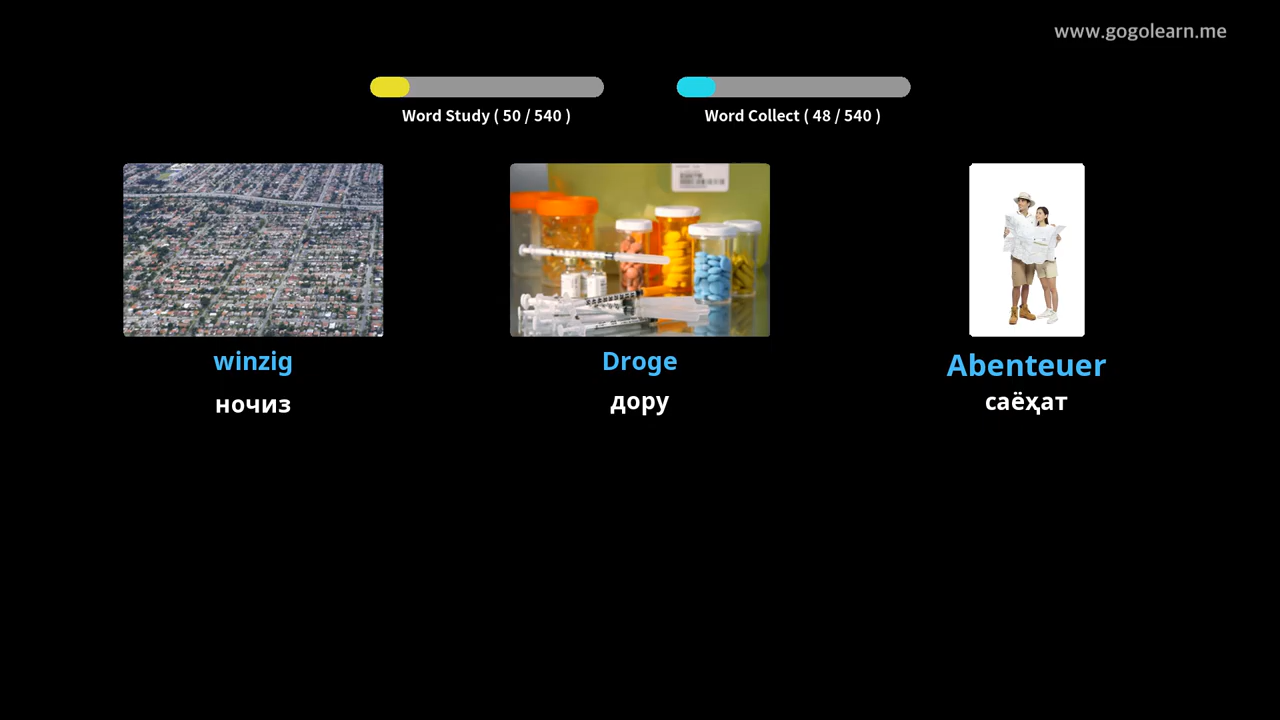 www.gogolearn.me
Word Study ( 50 / 540 )
Word Collect ( 48 / 540 )
winzig
Droge
Abenteuer
ночиз
дору
саёҳат